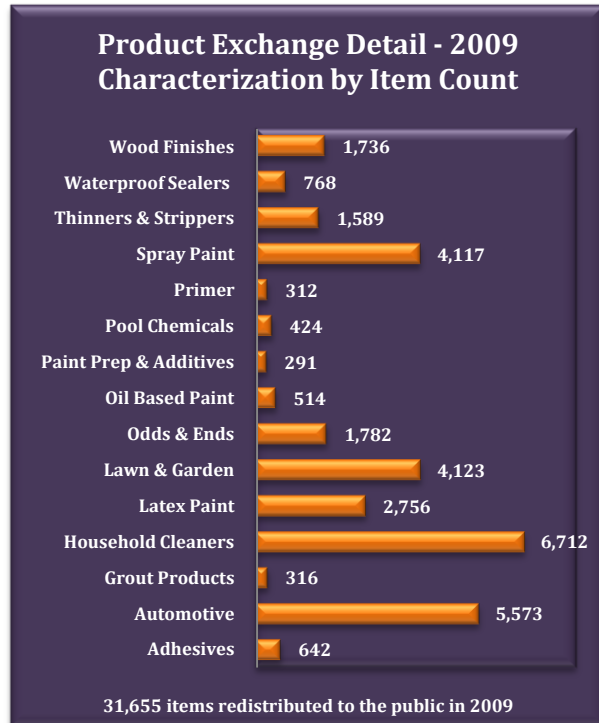 Product Exchange Detail - 2009
Characterization by Item Count
Wood Finishes 1,736
Waterproof Sealers 768
Thinners & Strippers 1,589
Spray Paint 4,117
Primer 312
Pool Chemicals 424
Paint Prep & Additives 291
Oil Based Paint 514
Odds & Ends 1,782
Lawn & Garden 4,123
Latex Paint 2,756
Household Cleaners 6,712
Grout Products 316
Automotive 5,573
Adhesives 642
31,655 items redistributed to the public in 2009